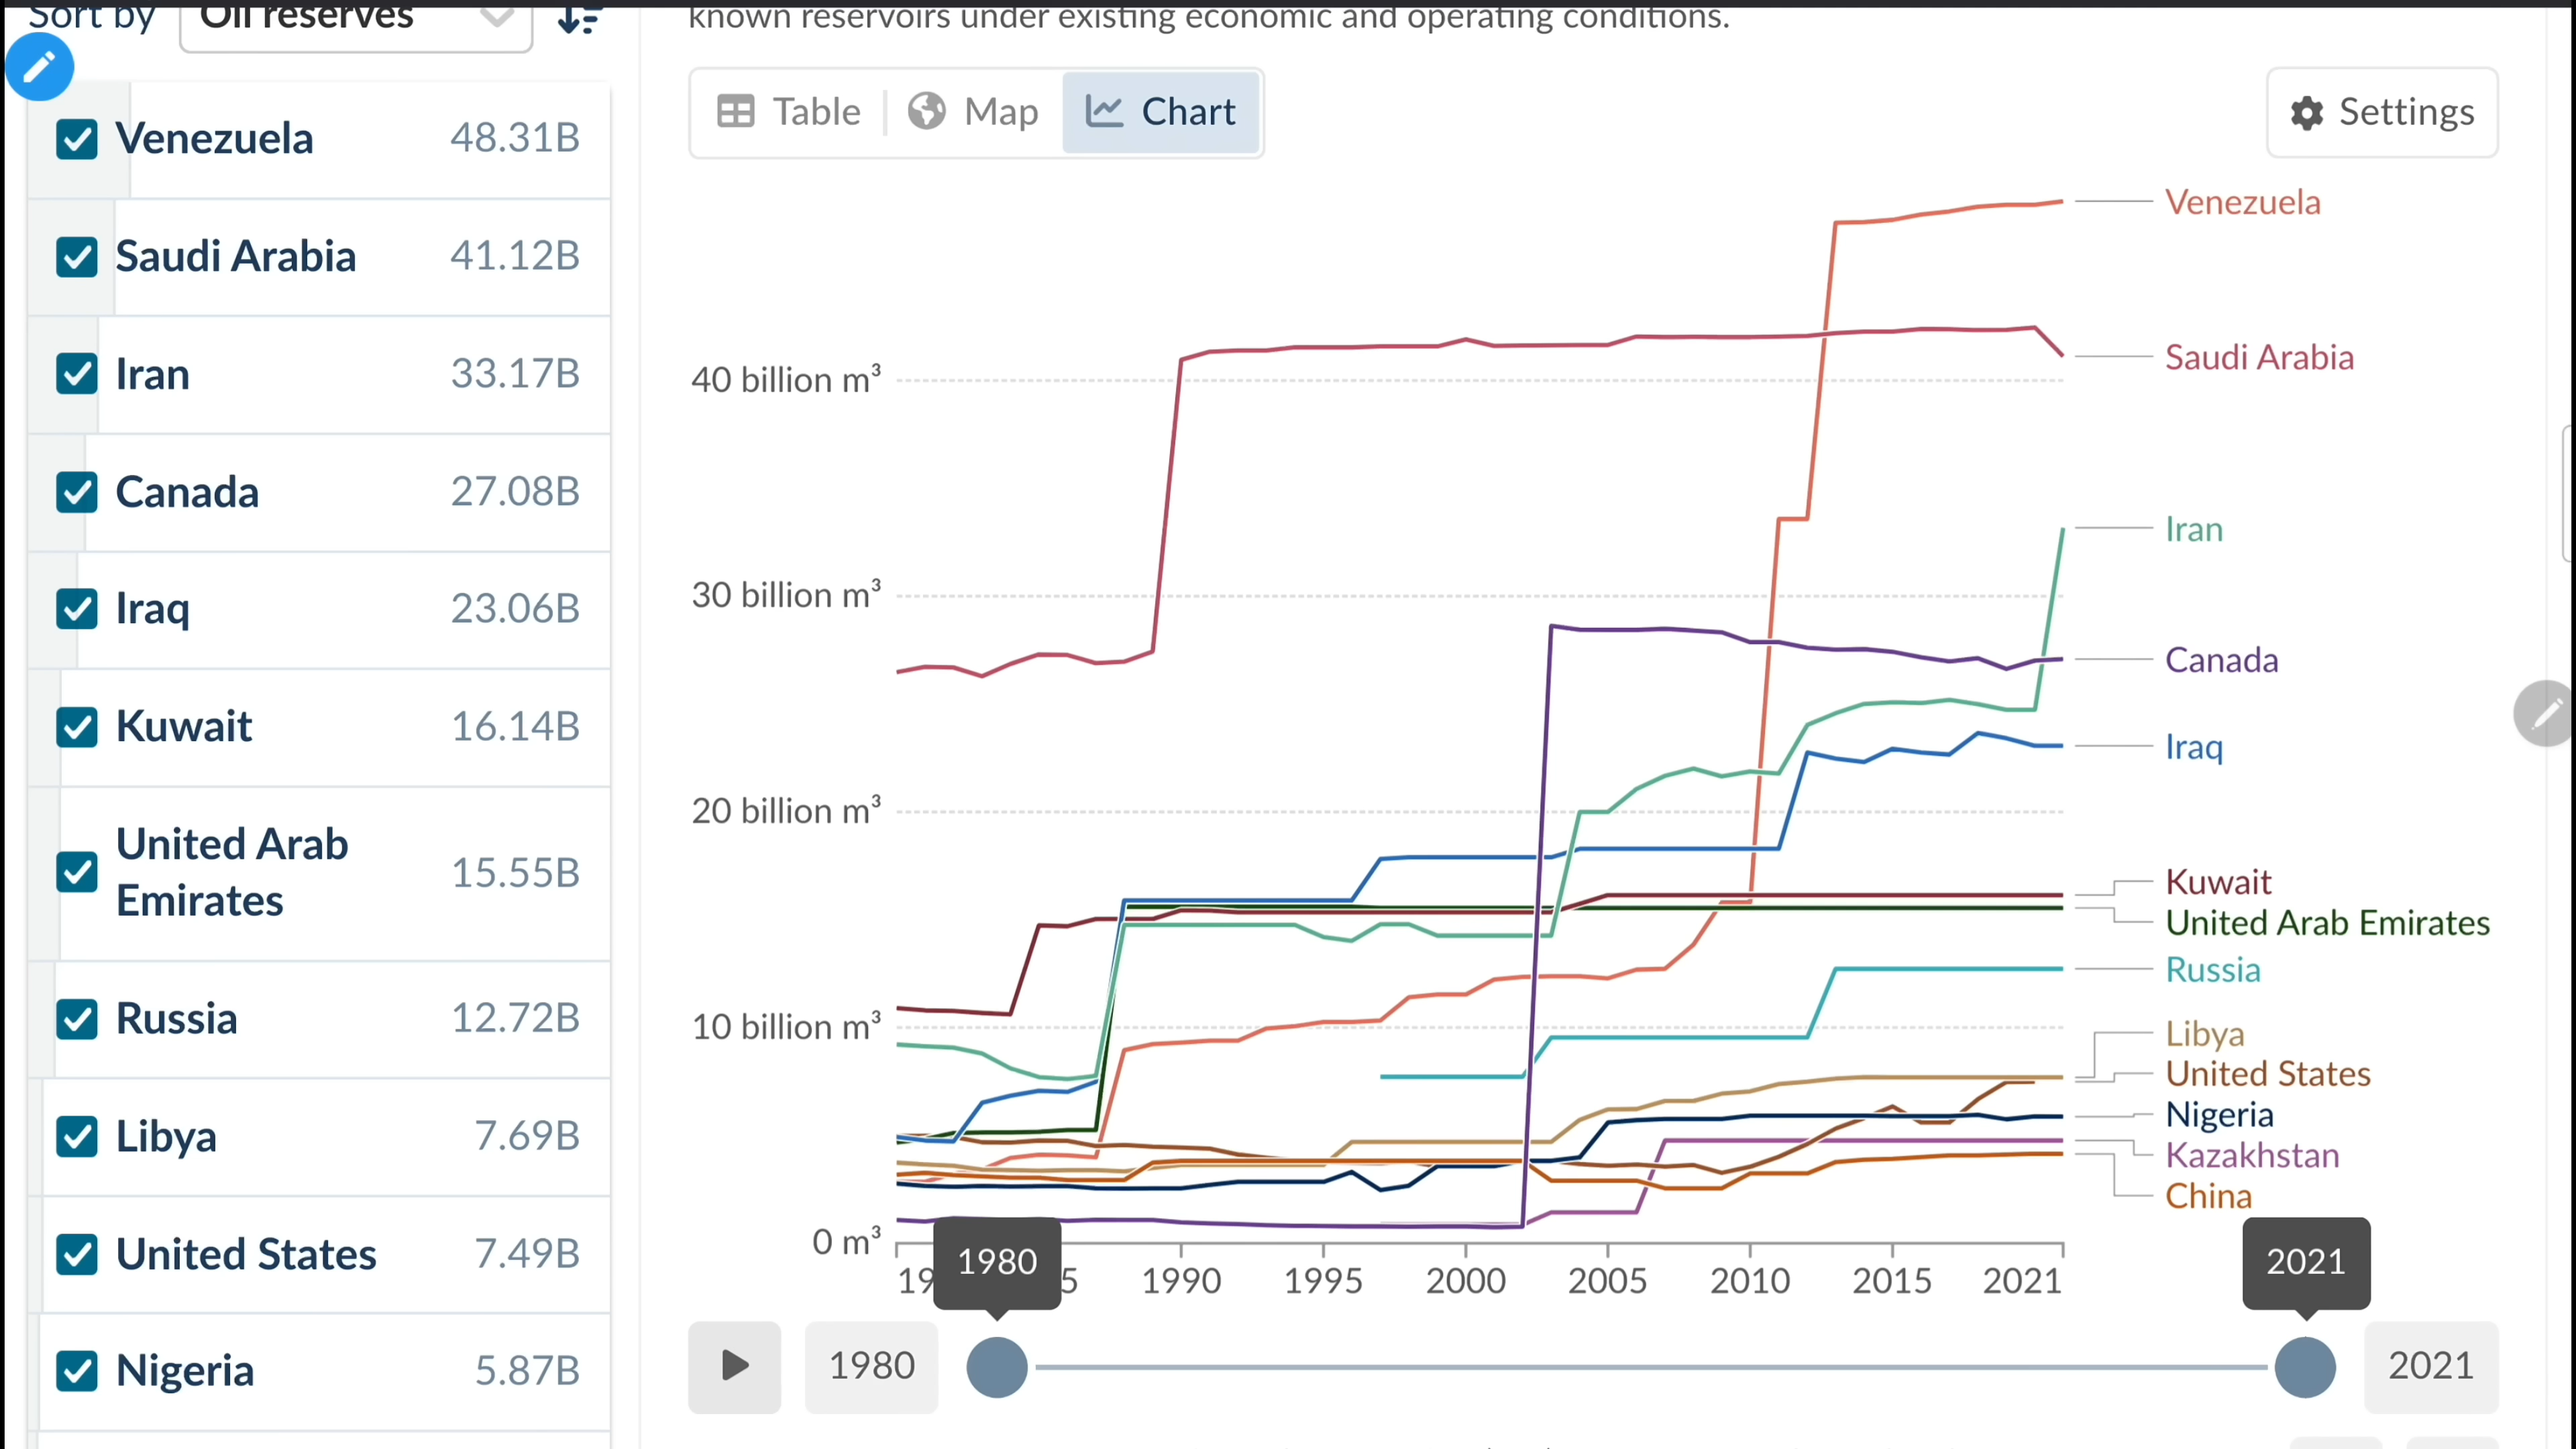 Sort by Oil reserves
known reservoirs under existing economic and operating conditions.
Table Map Chart Settings
Venezuela 48.31B
Saudi Arabia 41.12B
Iran 33.17B
Canada 27.08B
Iraq 23.06B
Kuwait 16.14B
United Arab
Emirates 15.55B
Russia 12.72B
Libya 7.69B
United States 7.49B
Nigeria 5.87B
40 billion m³
30 billion m³
20 billion m³
10 billion m³
0 m³
Venezuela
Saudi Arabia
Iran
Canada
Iraq
Kuwait
United Arab Emirates
Russia
Libya
United States
Nigeria
Kazakhstan
China
1990 1995 2000 2005 2010 2015 2021
1980 2021
1980 2021